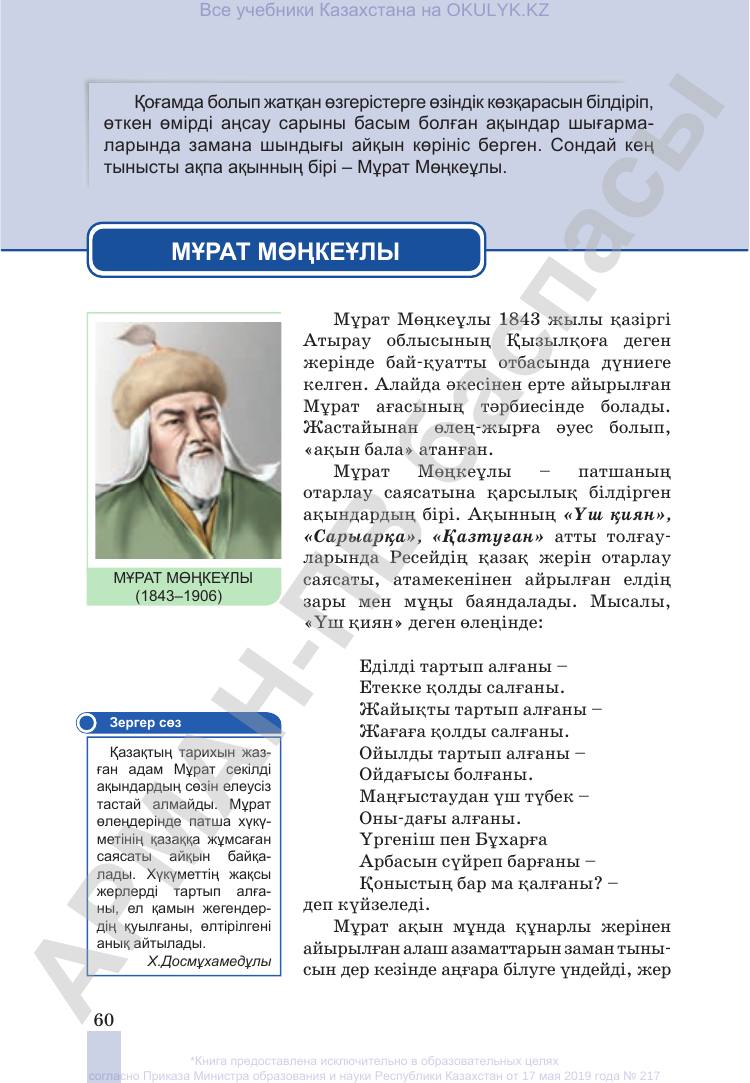 Все учебники Казахстана на OKULYK.KZ
Қоғамда болып жатқан өзгерістерге өзіндік көзқарасын білдіріп,
өткен өмірді аңсау сарыны басым болған ақындар шығарма-
ларында замана шындығы айқын көрініс берген. Сондай кең
тынысты ақпа ақынның бірі – Мұрат Мөңкеұлы.
МҰРАТ МӨҢКЕҰЛЫ
МҰРАТ МӨҢКЕҰЛЫ
(1843–1906)
Мұрат Мөңкеұлы 1843 жылы қазіргі
Атырау облысының Қызылқоға деген
жерінде бай-қуатты отбасында дүниеге
келген. Алайда әкесінен ерте айырылған
Мұрат ағасының тәрбиесінде болады.
Жастайынан өлең-жырға әуес болып,
«ақын бала» атанған.
Мұрат Мөңкеұлы – патшаның
отарлау саясатына қарсылық білдірген
ақындардың бірі. Ақынның «Үш қиян»,
«Сарыарқа», «Қазтуған» атты толғау-
ларында Ресейдің қазақ жерін отарлау
саясаты, атамекенінен айрылған елдің
зары мен мұңы баяндалады. Мысалы,
«Үш қиян» деген өлеңінде:
Еділді тартып алғаны –
Етекке қолды салғаны.
Жайықты тартып алғаны –
Жағаға қолды салғаны.
Ойылды тартып алғаны –
Ойдағысы болғаны.
Маңғыстаудан үш түбек –
Оны-дағы алғаны.
Үргеніш пен Бұхарға
Арбасын сүйреп барғаны –
Қоныстың бар ма қалғаны? –
деп күйзеледі.
Мұрат ақын мұнда құнарлы жерінен
айырылған алаш азаматтарын заман тыны-
сын дер кезінде аңғара білуге үндейді, жер
Зергер сөз
Қазақтың тарихын жаз-
ған адам Мұрат секілді
ақындардың сөзін елеусіз
тастай алмайды. Мұрат
өлеңдерінде патша хүкү-
метінің қазаққа жұмсаған
саясаты айқын байқа-
лады. Хүкүметтің жақсы
жерлерді тартып алға-
ны, ел қамын жегендер-
дің қуылғаны, өлтірілгені
анық айтылады.
Х.Досмұхамедұлы
АРМАН-ПВ баспасы
60
*Книга предоставлена исключительно в образовательных целях
согласно Приказа Министра образования и науки Республики Казахстан от 17 мая 2019 года № 217